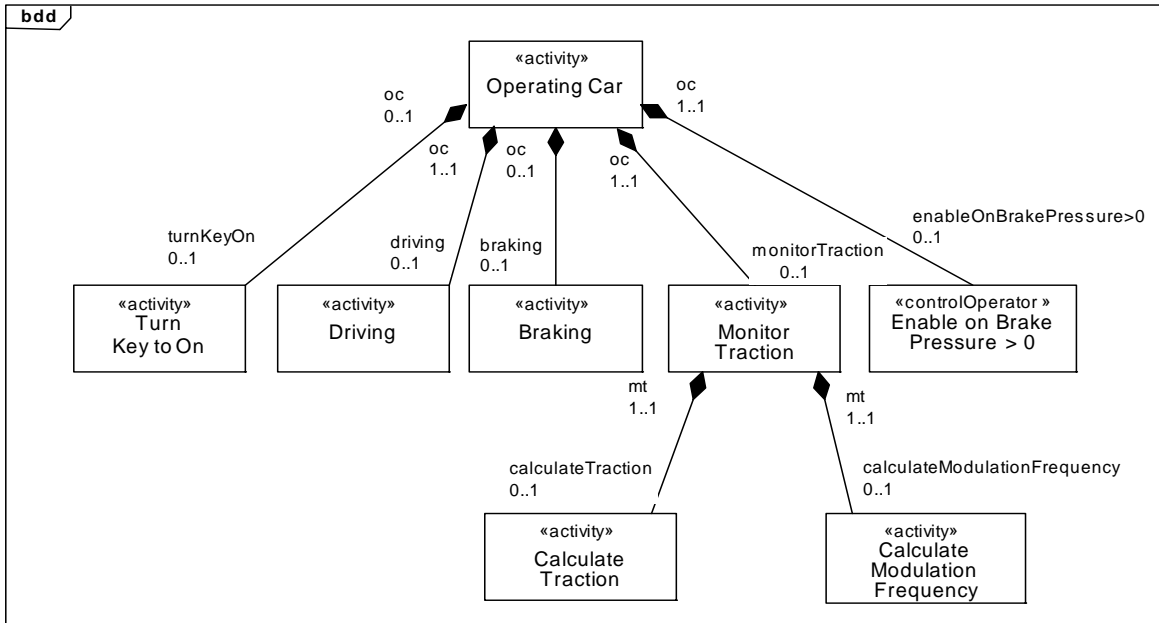 bdd
«activity»
Operating Car
oc
0..1
oc
1..1
oc
0..1
oc
1..1
oc
1..1
turnKeyOn
0..1
driving
0..1
braking
0..1
monitorTraction
0..1
enableOnBrakePressure>0
0..1
«activity»
Turn
Key to On
«activity»
Driving
«activity»
Braking
«activity»
Monitor
Traction
«controlOperator »
Enable on Brake
Pressure > 0
mt
1..1
mt
1..1
calculateTraction
0..1
calculateModulationFrequency
0..1
«activity»
Calculate
Traction
«activity»
Calculate
Modulation
Frequency